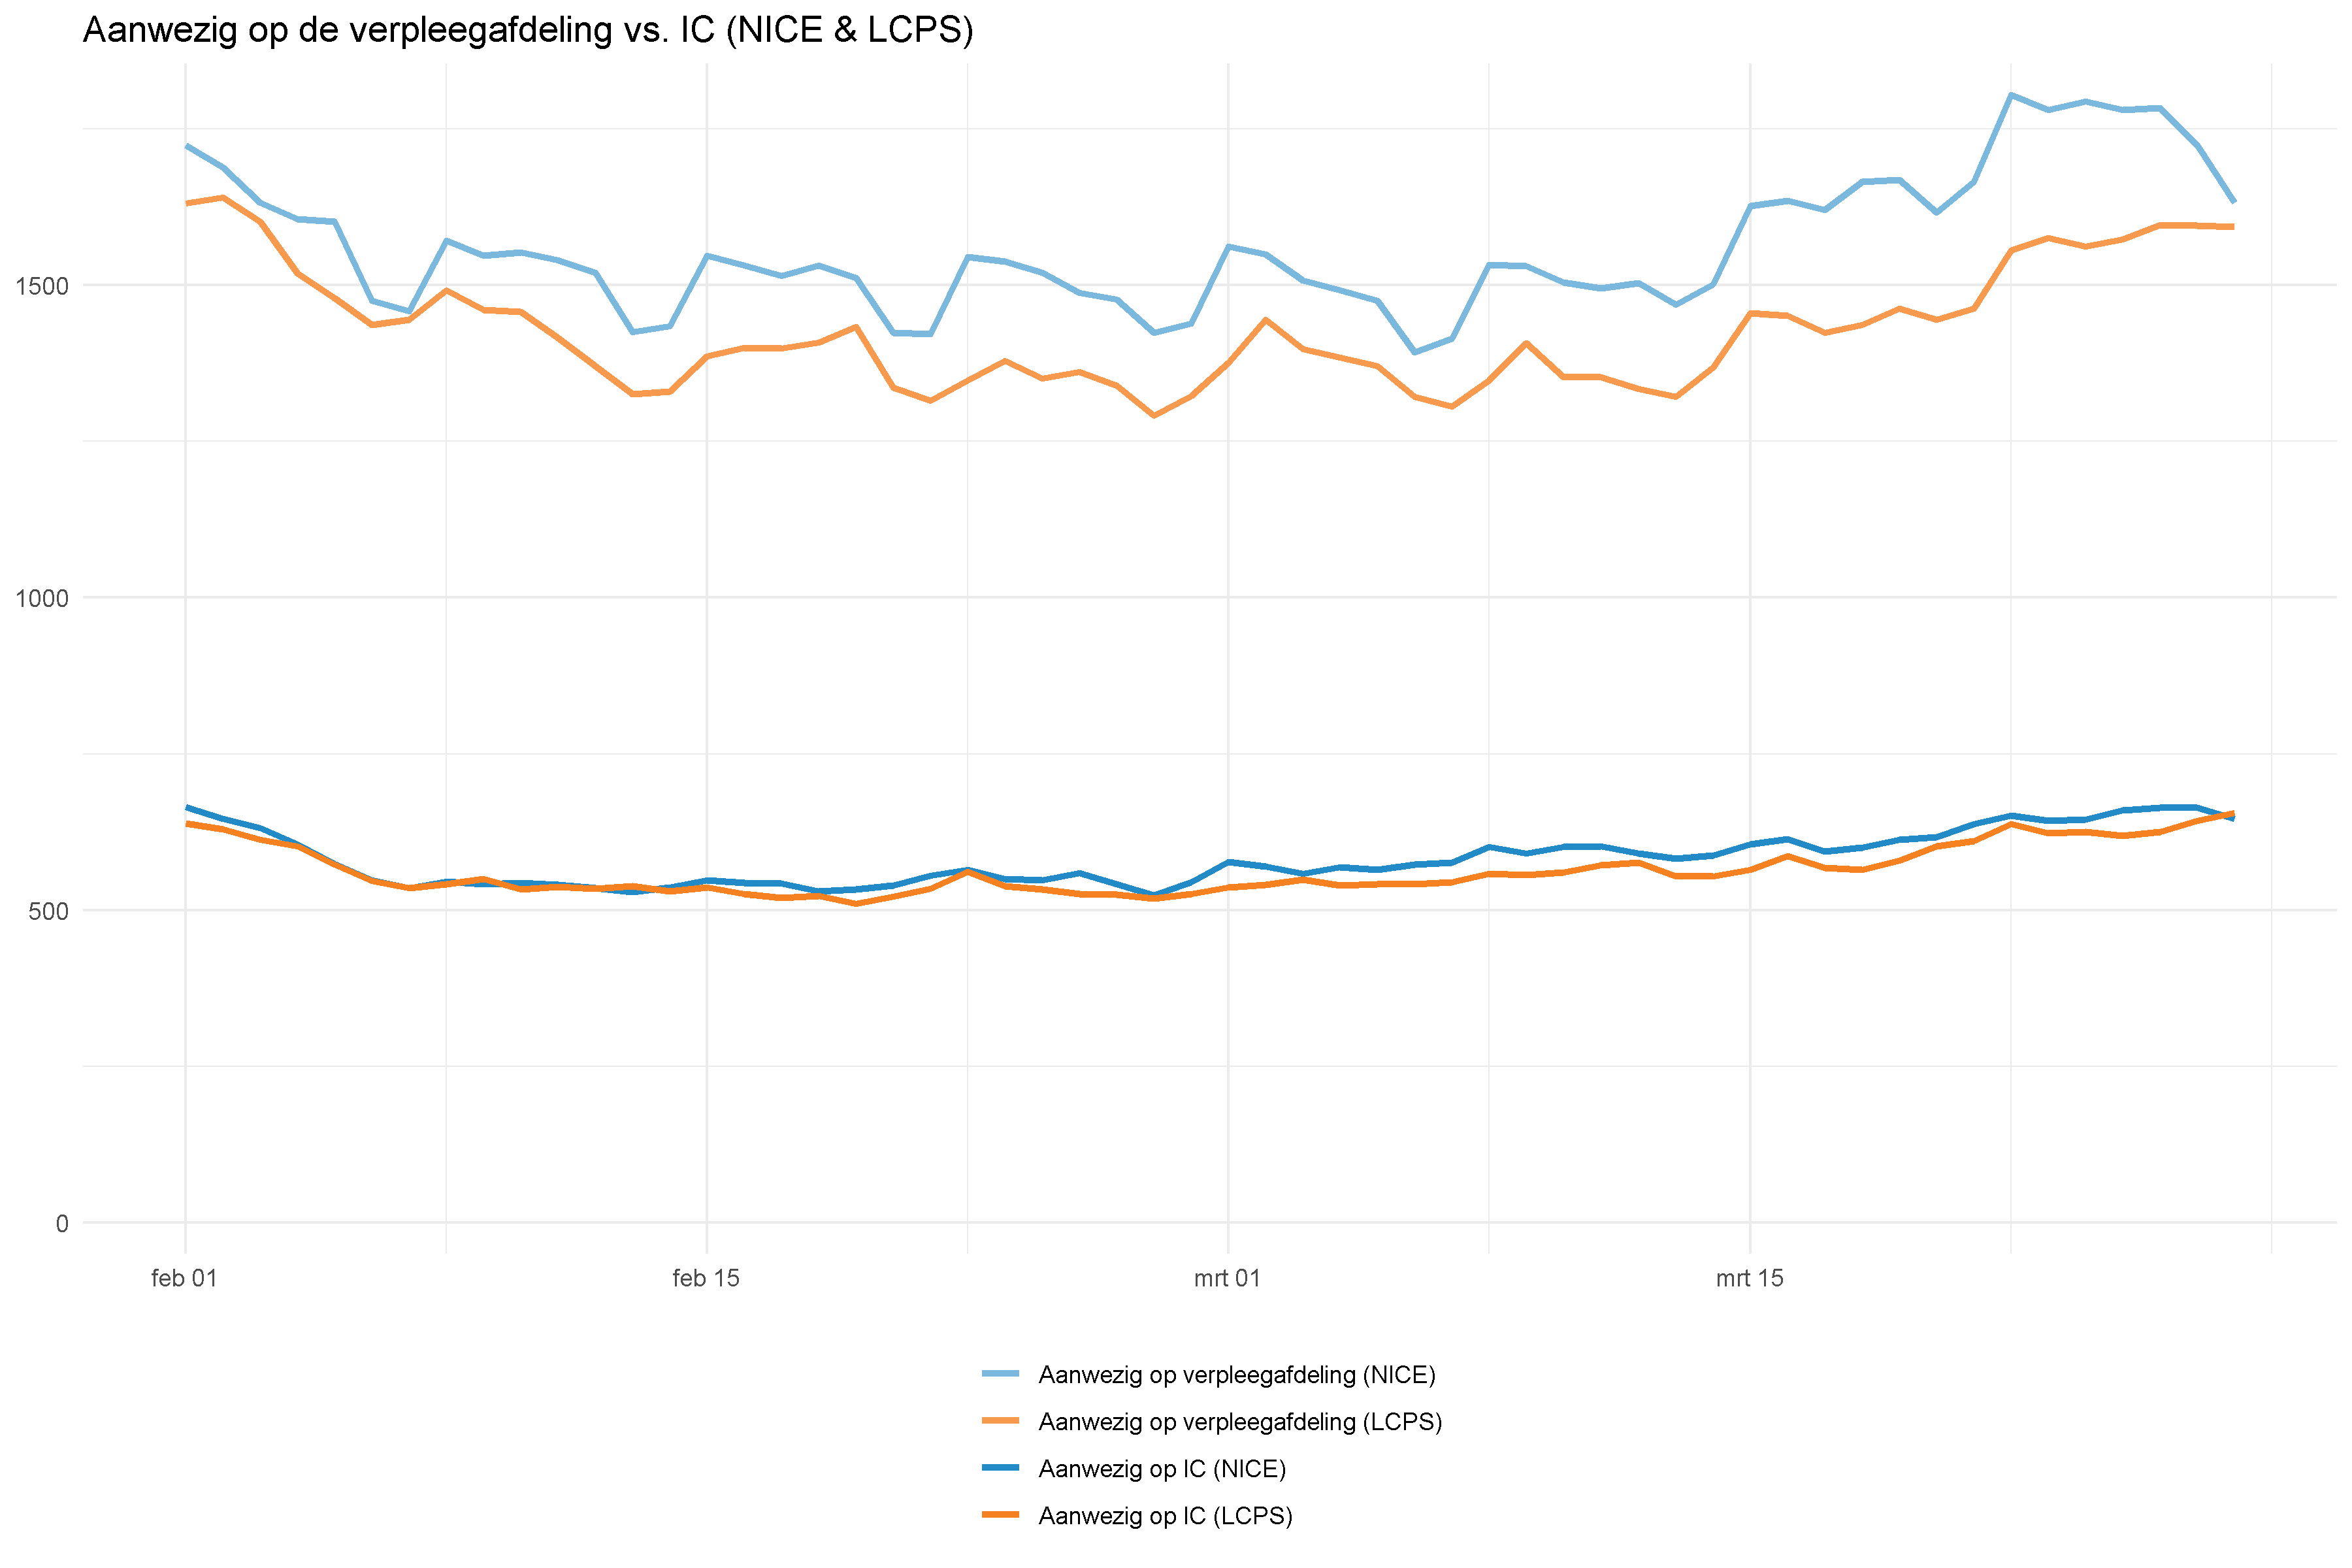 Aanwezig op de verpleegafdeling vs. IC (NICE & LCPS)
1500
1000
500
0
feb 01
feb 15
mrt 01
mrt 15
Aanwezig op verpleegafdeling (NICE)
Aanwezig op verpleegafdeling (LCPS)
Aanwezig op IC (NICE)
Aanwezig op IC (LCPS)